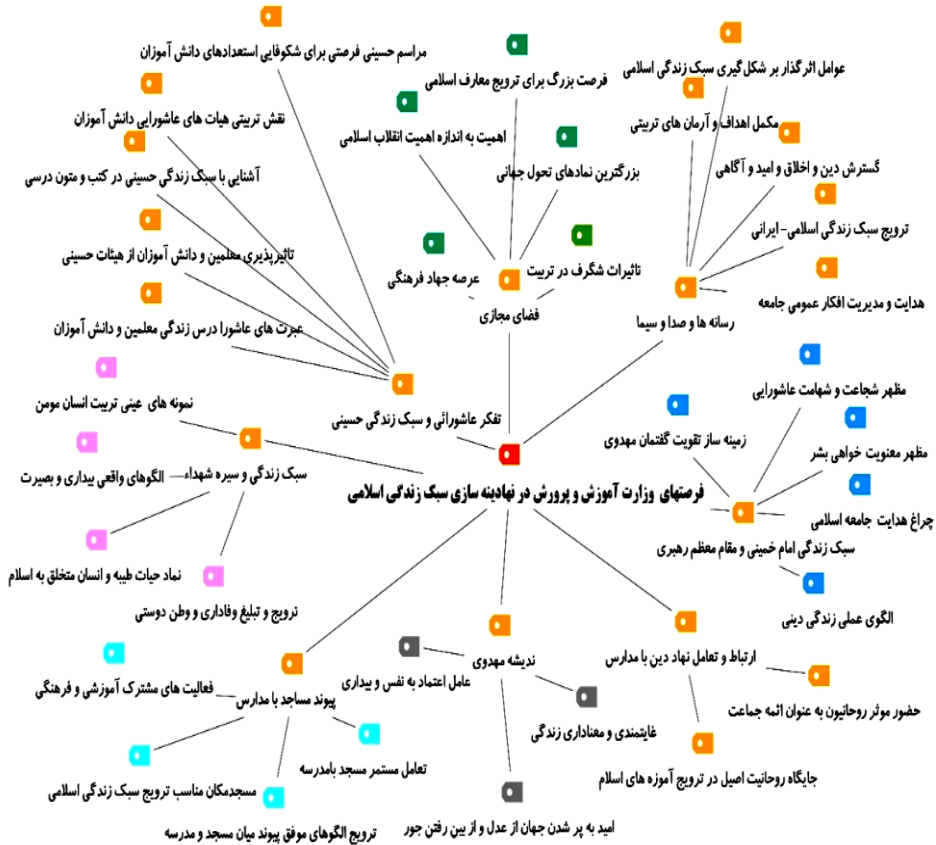 مراسم حسینی فرصتی برای شکوفایی استعدادهای دانش آموزان
نقش تربیتی هیات های عاشورایی دانش آموزان
آشنایی با سبک زندگی حسینی در کتب و متون درسی
تاثیرپذیری معلمین و دانش آموزان از هیئات حسینی
عبرت های عاشورا درس زندگی معلمین و دانش آموزان
تفکر عاشورائی و سبک زندگی حسینی
فرصت بزرگ برای ترویج معارف اسلامی
اهمیت به اندازه اهمیت انقلاب اسلامی
بزرگترین نمادهای تحول جهانی
عرصه جهاد فرهنگی
تاثیرات شگرف در تربیت
فضای مجازی
عوامل اثرگذار بر شکل گیری سبک زندگی اسلامی
مکمل اهداف و آرمان های تربیتی
گسترش دین و اخلاق و امید و آگاهی
ترویج سبک زندگی اسلامی- ایرانی
هدایت و مدیریت افکار عمومی جامعه
رسانه ها و صدا و سیما
نمونه های عینی تربیت انسان مومن
الگوهای واقعی بیداری و بصیرت
سبک زندگی و سیره شهداء
نماد حیات طیبه و انسان متخلق به اسلام
ترویج و تبلیغ وفاداری و وطن دوستی
فرصتهای وزارت آموزش و پرورش در نهادینه سازی سبک زندگی اسلامی
مظهر شجاعت و شهامت عاشورایی
زمینه ساز تقویت گفتمان مهدوی
مظهر معنویت خواهی بشر
چراغ هدایت جامعه اسلامی
سبک زندگی امام خمینی و مقام معظم رهبری
الگوی عملی زندگی دینی
فعالیت های مشترک آموزشی و فرهنگی
پیوند مساجد با مدارس
تعامل مستمر مسجد بامدرسه
مسجدمکان مناسب ترویج سبک زندگی اسلامی
ترویج الگوهای موفق پیوند میان مسجد و مدرسه
ندیشه مهدوی
عامل اعتماد به نفس و بیداری
غایتمندی و معناداری زندگی
امید به پر شدن جهان از عدل و از بین رفتن جور
ارتباط و تعامل نهاد دین با مدارس
حضور موثر روحانیون به عنوان ائمه جماعت
جایگاه روحانیت اصیل در ترویج آموزه های اسلام